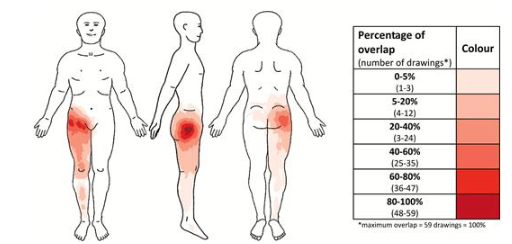 Percentage of
overlap
(number of drawings*)
Colour
0-5%
(1-3)
5-20%
(4-12)
20-40%
(3-24)
40-60%
(25-35)
60-80%
(36-47)
80-100%
(48-59)
*maximum overlap = 59 drawings = 100%